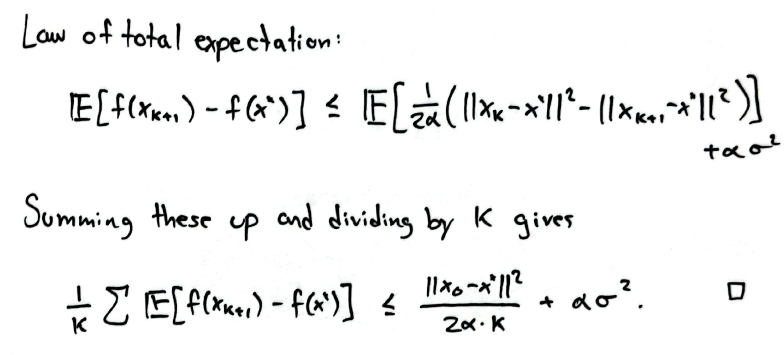 Law of total expectation:
𝔼[f(x_{k+1}) - f(x*)] ≤ 𝔼[1/2α (||x_k - x*||² - ||x_{k+1} - x*||²)]
+ασ²
Summing these up and dividing by K gives
1/K ∑ 𝔼[f(x_{k+1}) - f(x*)] ≤ ||x_0 - x*||² / 2α·K + ασ². □